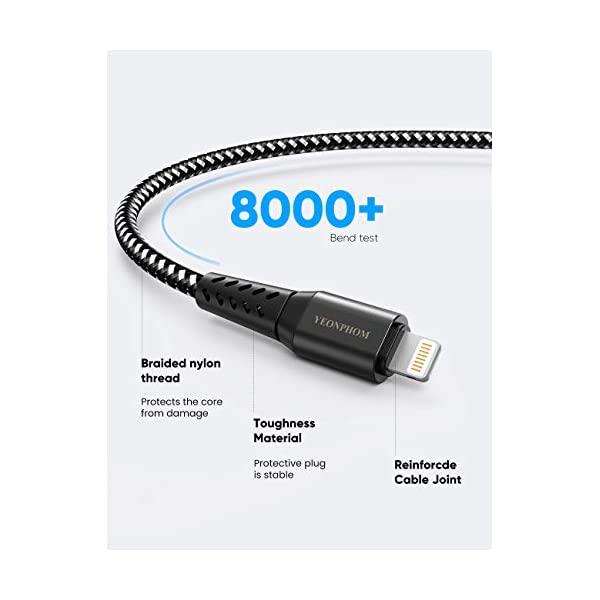 8000+
Bend test
YEONPHOM
Braided nylon
thread
Protects the core
from damage
Toughness
Material
Protective plug
is stable
Reinforcde
Cable Joint